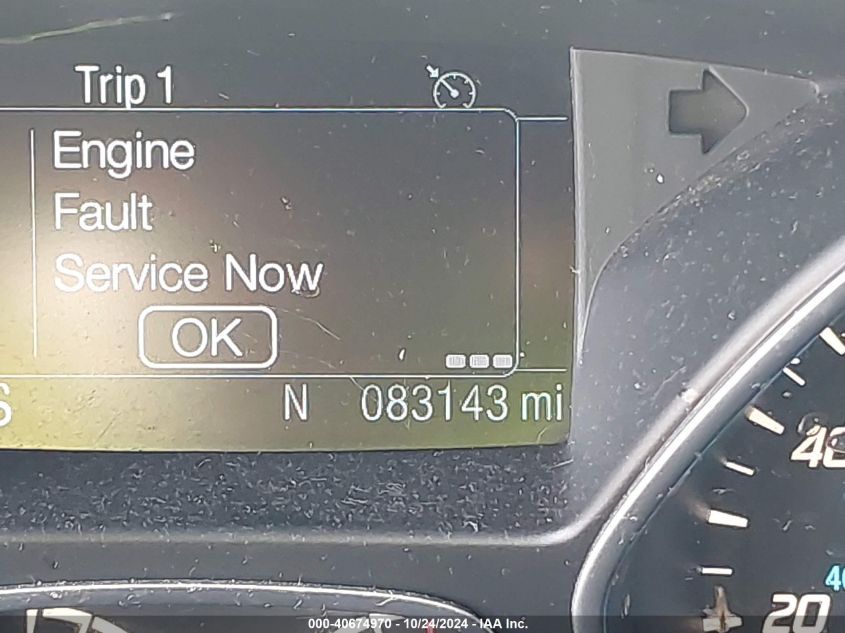 Trip 1
Engine
Fault
Service Now
OK
N 083143 mi
40
20
000-40674970 - 10/24/2024 - IAA Inc.